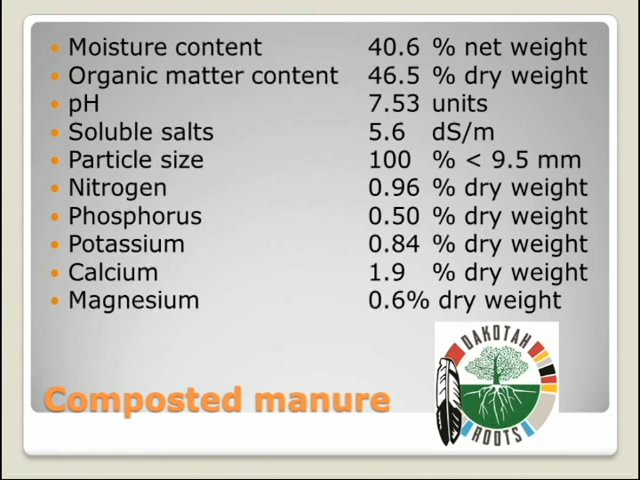 Moisture content 40.6 % net weight
Organic matter content 46.5 % dry weight
pH 7.53 units
Soluble salts 5.6 dS/m
Particle size 100 % < 9.5 mm
Nitrogen 0.96 % dry weight
Phosphorus 0.50 % dry weight
Potassium 0.84 % dry weight
Calcium 1.9 % dry weight
Magnesium 0.6% dry weight
Composted manure
DAKOTAH
ROOTS